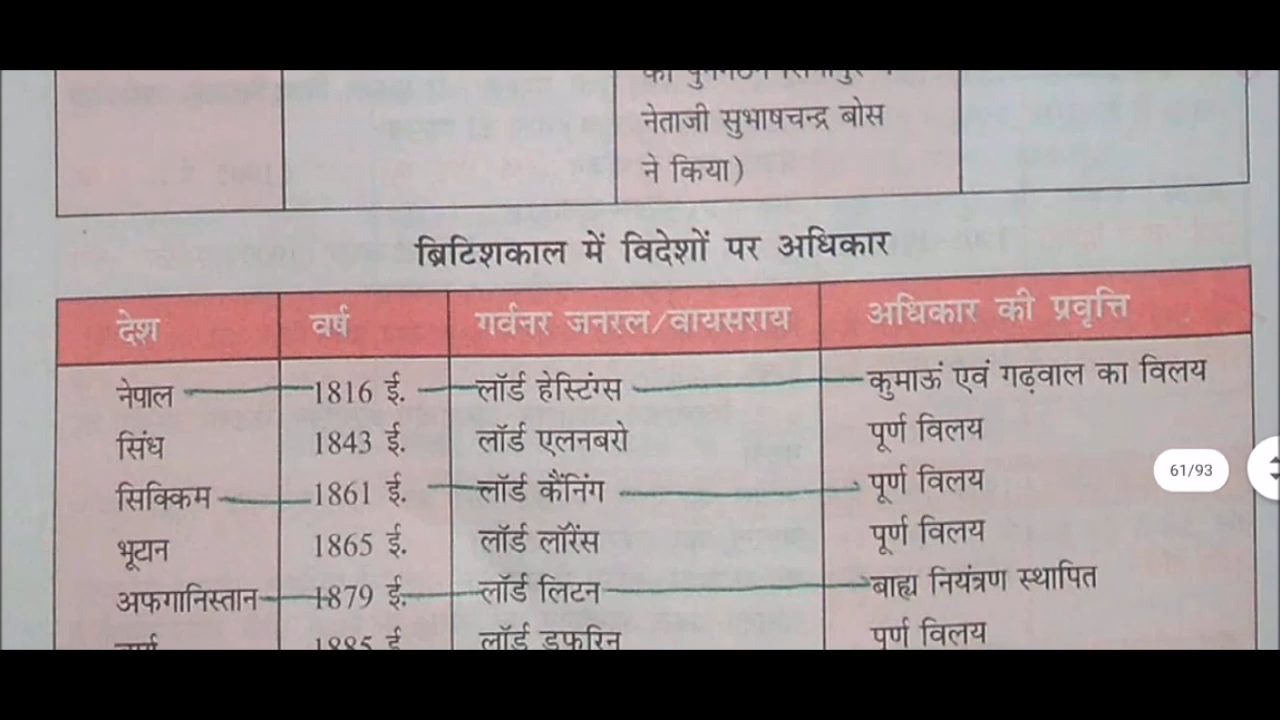 नेताजी सुभाषचन्द्र बोस
ने किया)
ब्रिटिशकाल में विदेशों पर अधिकार
देश वर्ष गर्वनर जनरल/वायसराय अधिकार की प्रवृत्ति
नेपाल 1816 ई. लॉर्ड हेस्टिंग्स कुमाऊं एवं गढ़वाल का विलय
सिंध 1843 ई. लॉर्ड एलनबरो पूर्ण विलय
सिक्किम 1861 ई. लॉर्ड कैंनिंग पूर्ण विलय
61/93
भूटान 1865 ई. लॉर्ड लॉरेंस पूर्ण विलय
अफगानिस्तान 1879 ई. लॉर्ड लिटन बाह्य नियंत्रण स्थापित
1885 ई. लॉर्ड डफरिन पूर्ण विलय